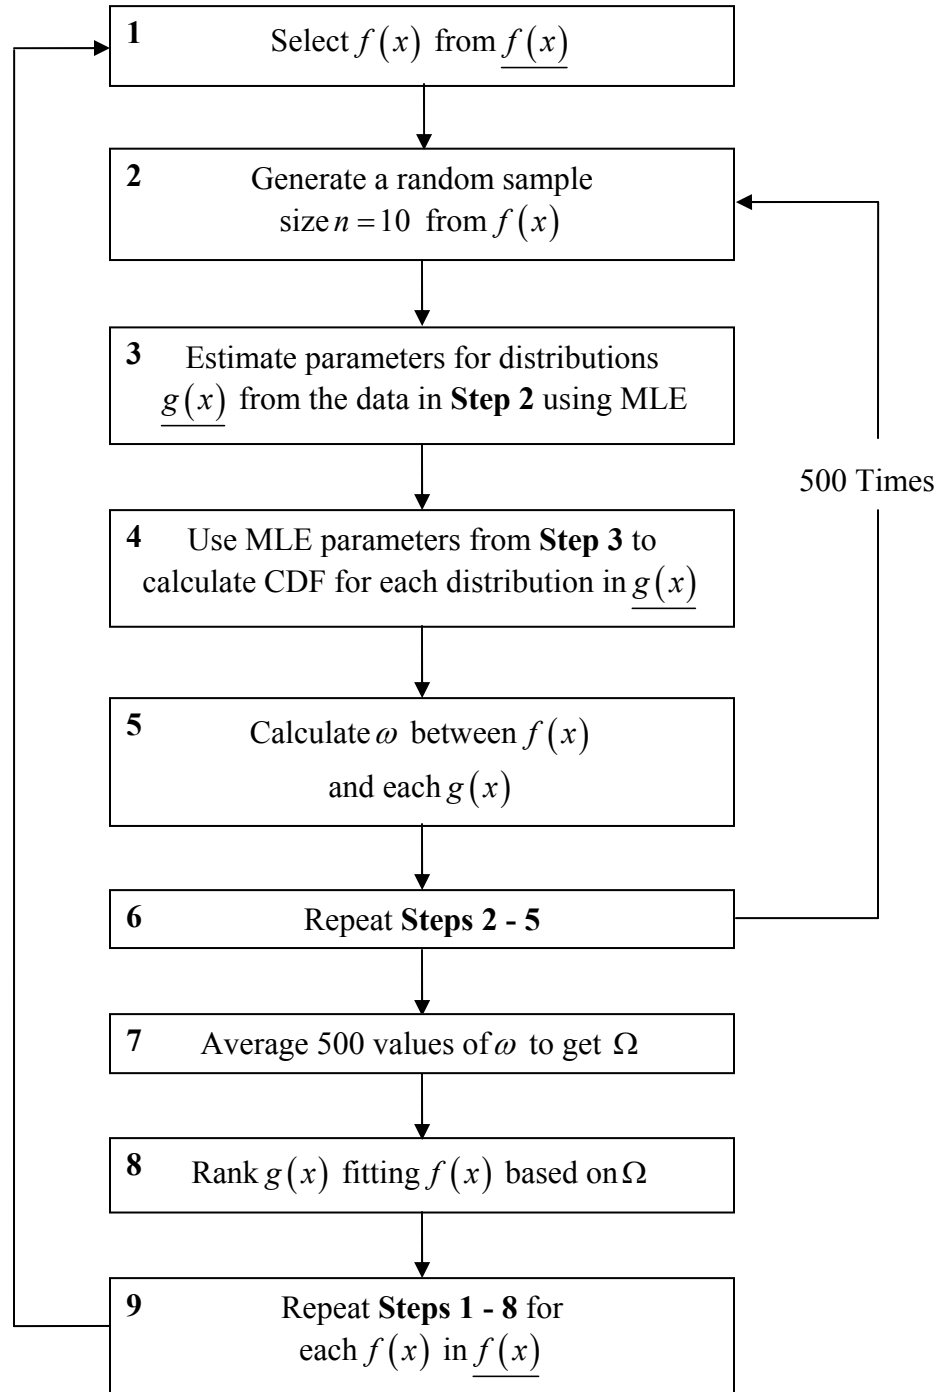 1 Select f(x) from f(x)
2 Generate a random sample
size n = 10 from f(x)
3 Estimate parameters for distributions
g(x) from the data in Step 2 using MLE
500 Times
4 Use MLE parameters from Step 3 to
calculate CDF for each distribution in g(x)
5 Calculate ω between f(x)
and each g(x)
6 Repeat Steps 2 - 5
7 Average 500 values of ω to get Ω
8 Rank g(x) fitting f(x) based on Ω
9 Repeat Steps 1 - 8 for
each f(x) in f(x)